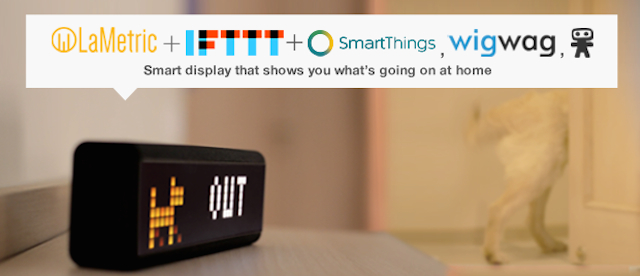 LaMetric + IFTTT + SmartThings, wigwag,
Smart display that shows you what's going on at home
OUT